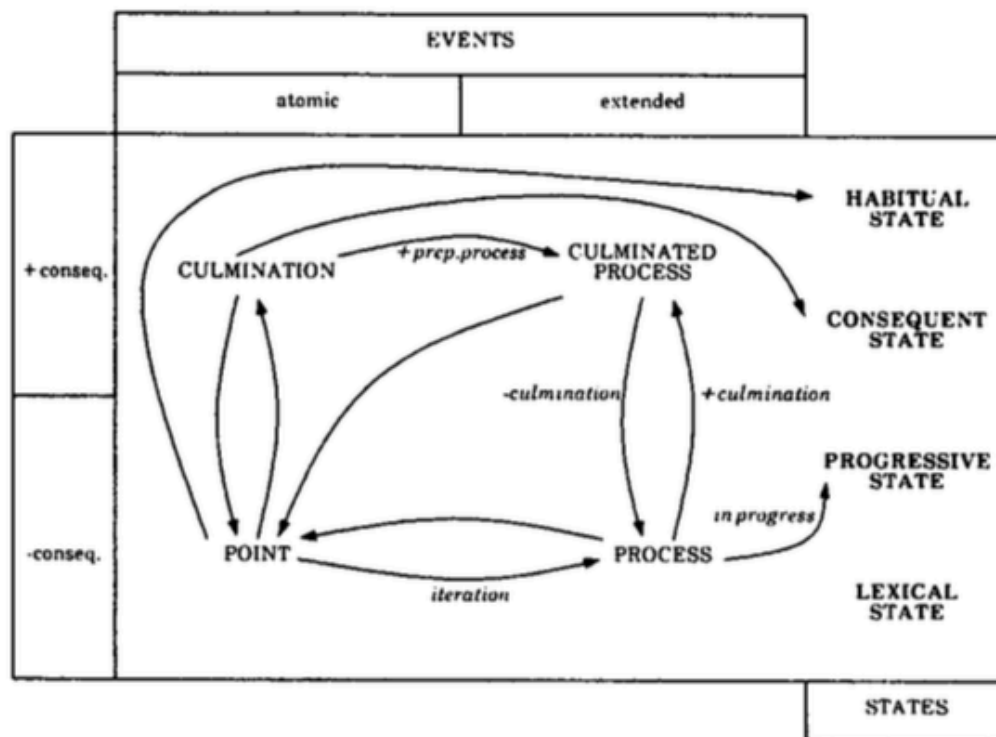 EVENTS
atomic
extended
HABITUAL
STATE
+prep.process
CULMINATED
PROCESS
CULMINATION
+conseq.
CONSEQUENT
STATE
-culmination
+culmination
PROGRESSIVE
STATE
in progress
-conseq.
POINT
PROCESS
iteration
LEXICAL
STATE
STATES